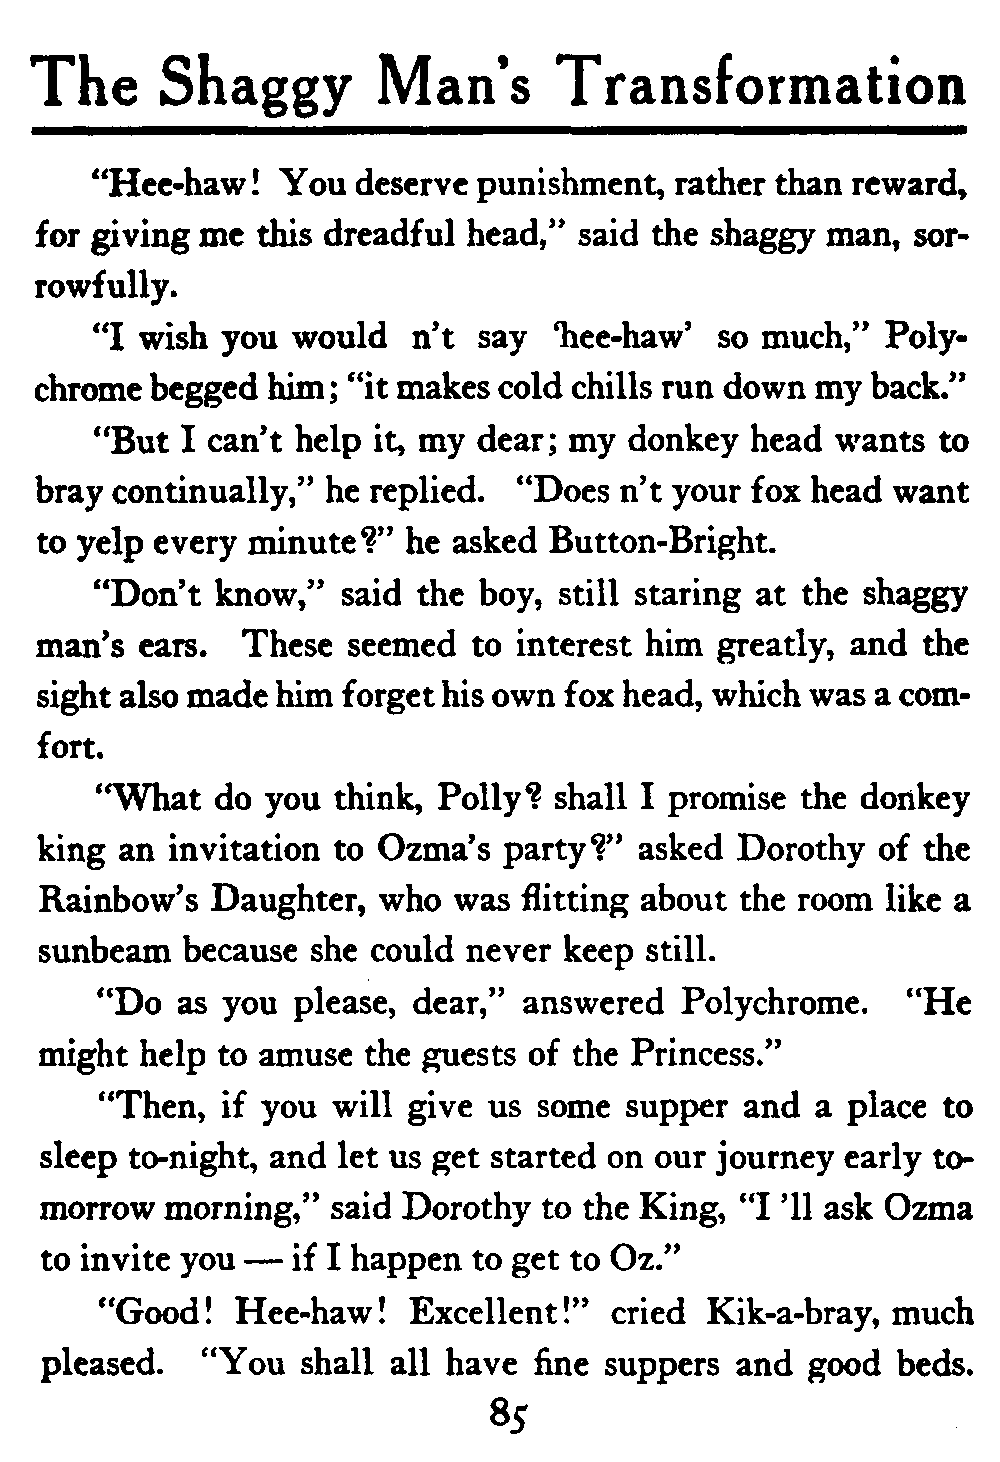 The Shaggy Man's Transformation
“Hee-haw! You deserve punishment, rather than reward,
for giving me this dreadful head,” said the shaggy man, sor-
rowfully.
“I wish you would n't say ‘hee-haw’ so much,” Poly-
chrome begged him; “it makes cold chills run down my back.”
“But I can't help it, my dear; my donkey head wants to
bray continually,” he replied. “Does n't your fox head want
to yelp every minute?” he asked Button-Bright.
“Don't know,” said the boy, still staring at the shaggy
man's ears. These seemed to interest him greatly, and the
sight also made him forget his own fox head, which was a com-
fort.
“What do you think, Polly? shall I promise the donkey
king an invitation to Ozma's party?” asked Dorothy of the
Rainbow's Daughter, who was flitting about the room like a
sunbeam because she could never keep still.
“Do as you please, dear,” answered Polychrome. “He
might help to amuse the guests of the Princess.”
“Then, if you will give us some supper and a place to
sleep to-night, and let us get started on our journey early to-
morrow morning,” said Dorothy to the King, “I 'll ask Ozma
to invite you — if I happen to get to Oz.”
“Good! Hee-haw! Excellent!” cried Kik-a-bray, much
pleased. “You shall all have fine suppers and good beds.
85